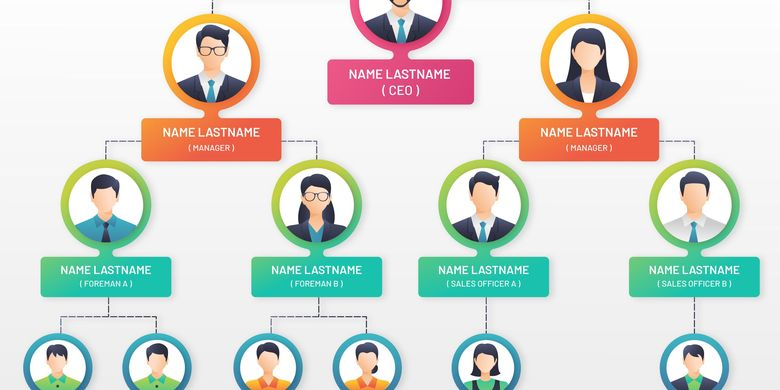 NAME LASTNAME
( CEO )
NAME LASTNAME
( MANAGER )
NAME LASTNAME
( MANAGER )
NAME LASTNAME
( FOREMAN A )
NAME LASTNAME
( FOREMAN B )
NAME LASTNAME
( SALES OFFICER A )
NAME LASTNAME
( SALES OFFICER B )